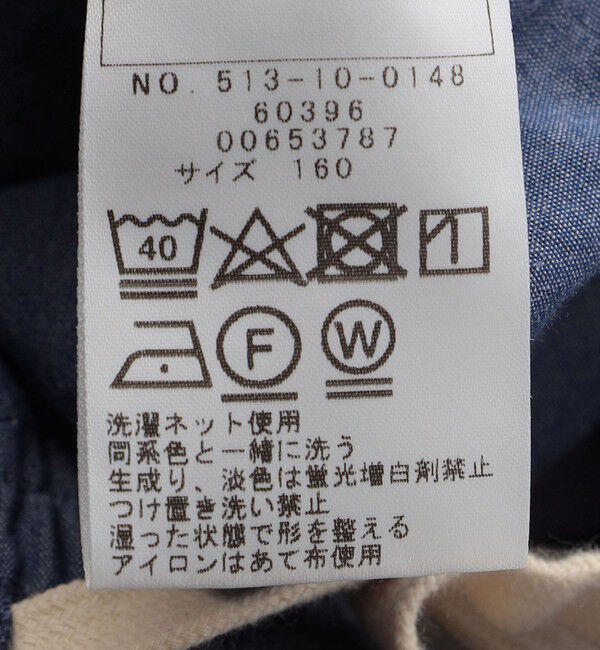 NO. 513-10-0148
60396
00653787
サイズ 160
40
F W
洗濯ネット使用
同系色と一緒に洗う
生成り、淡色は蛍光増白剤禁止
つけ置き洗い禁止
湿った状態で形を整える
アイロンはあて布使用